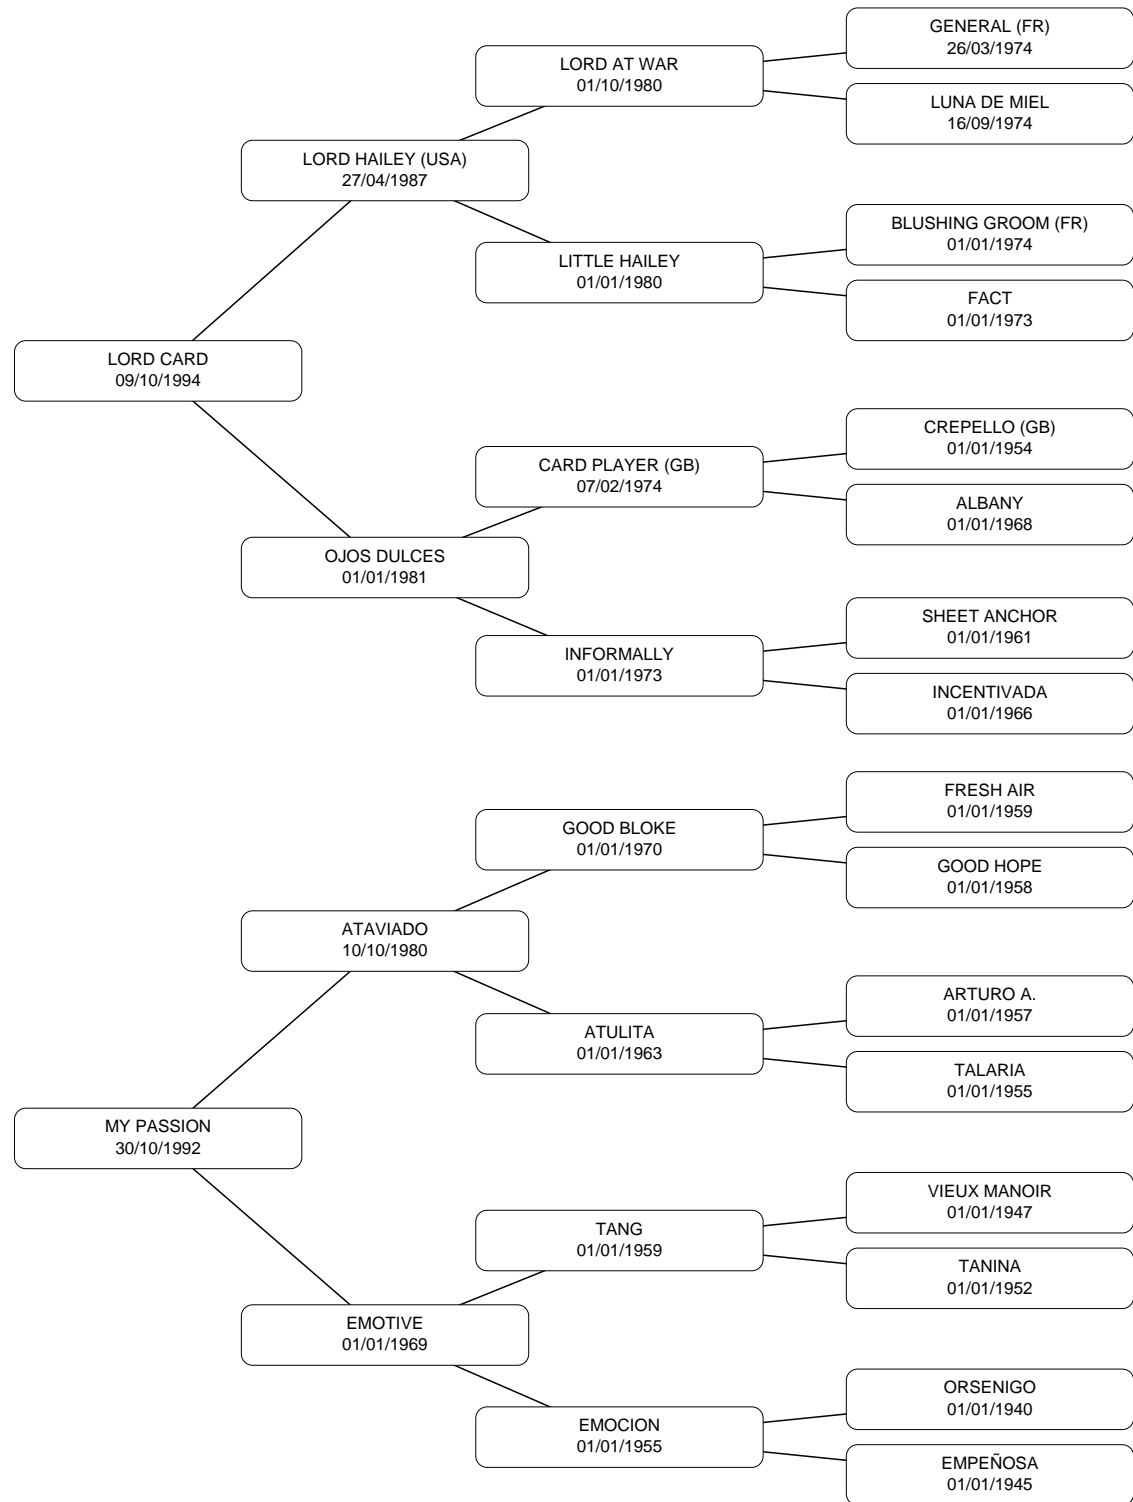 GENERAL (FR)
26/03/1974
LORD AT WAR
01/10/1980
LUNA DE MIEL
16/09/1974
LORD HAILEY (USA)
27/04/1987
BLUSHING GROOM (FR)
01/01/1974
LITTLE HAILEY
01/01/1980
FACT
01/01/1973
LORD CARD
09/10/1994
CREPELLO (GB)
01/01/1954
CARD PLAYER (GB)
07/02/1974
ALBANY
01/01/1968
OJOS DULCES
01/01/1981
SHEET ANCHOR
01/01/1961
INFORMALLY
01/01/1973
INCENTIVADA
01/01/1966
FRESH AIR
01/01/1959
GOOD BLOKE
01/01/1970
GOOD HOPE
01/01/1958
ATAVIADO
10/10/1980
ARTURO A.
01/01/1957
ATULITA
01/01/1963
TALARIA
01/01/1955
MY PASSION
30/10/1992
VIEUX MANOIR
01/01/1947
TANG
01/01/1959
TANINA
01/01/1952
EMOTIVE
01/01/1969
ORSENIGO
01/01/1940
EMOCION
01/01/1955
EMPEÑOSA
01/01/1945